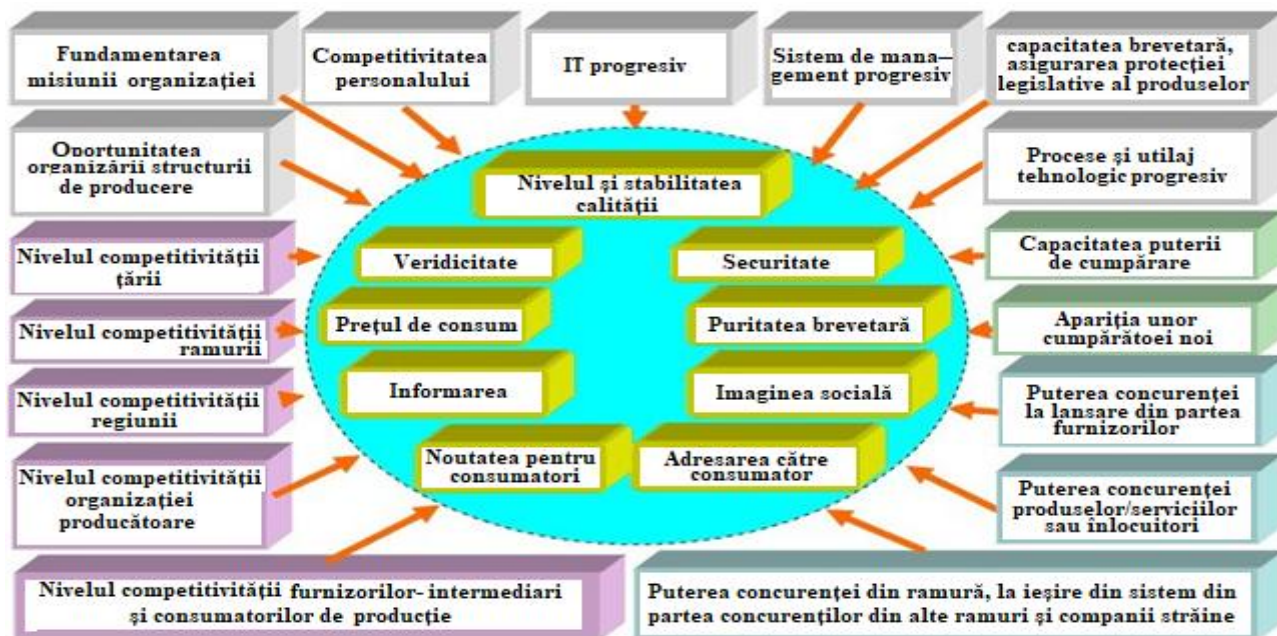 Fundamentarea
misiunii organizației
Competitivitatea
personalului
IT progresiv
Sistem de mana–
gement progresiv
capacitatea brevetară,
asigurarea protecției
legislative al produselor
Oportunitatea
organizării structurii
de producere
Procese și utilaj
tehnologic progresiv
Nivelul și stabilitatea
calității
Nivelul competitivității
țării
Veridicitate
Securitate
Capacitatea puterii
de cumpărare
Nivelul competitivității
ramurii
Prețul de consum
Puritatea brevetară
Apariția unor
cumpărătoei noi
Nivelul competitivității
regiunii
Informarea
Imaginea socială
Puterea concurenței
la lansare din partea
furnizorilor
Nivelul competitivității
organizației
producătoare
Noutatea pentru
consumatori
Adresarea către
consumator
Puterea concurenței
produselor/serviciilor
sau înlocuitori
Nivelul competitivității furnizorilor- intermediari
și consumatorilor de producție
Puterea concurenței din ramură, la ieșire din sistem din
partea concurenților din alte ramuri și companii străine